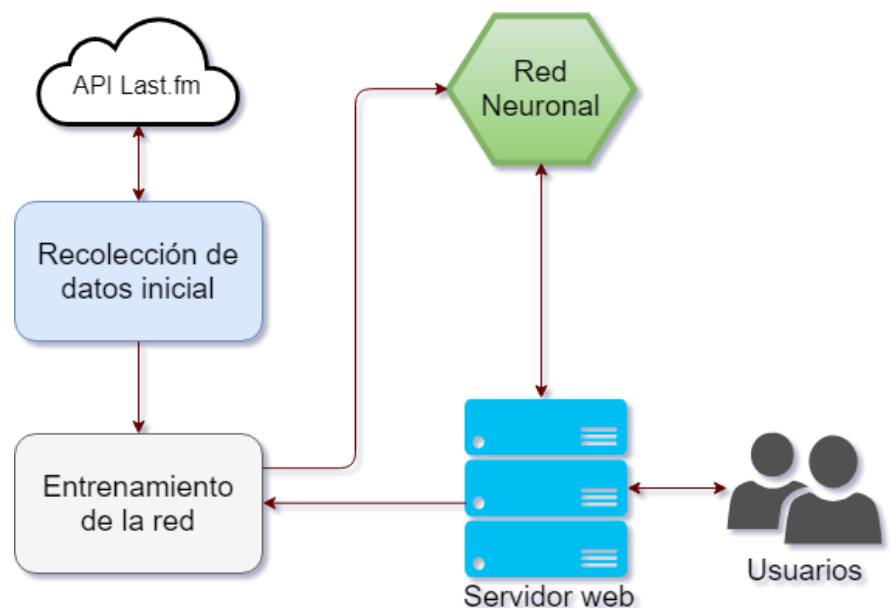 API Last.fm
Red
Neuronal
Recolección de
datos inicial
Entrenamiento
de la red
Servidor web
Usuarios